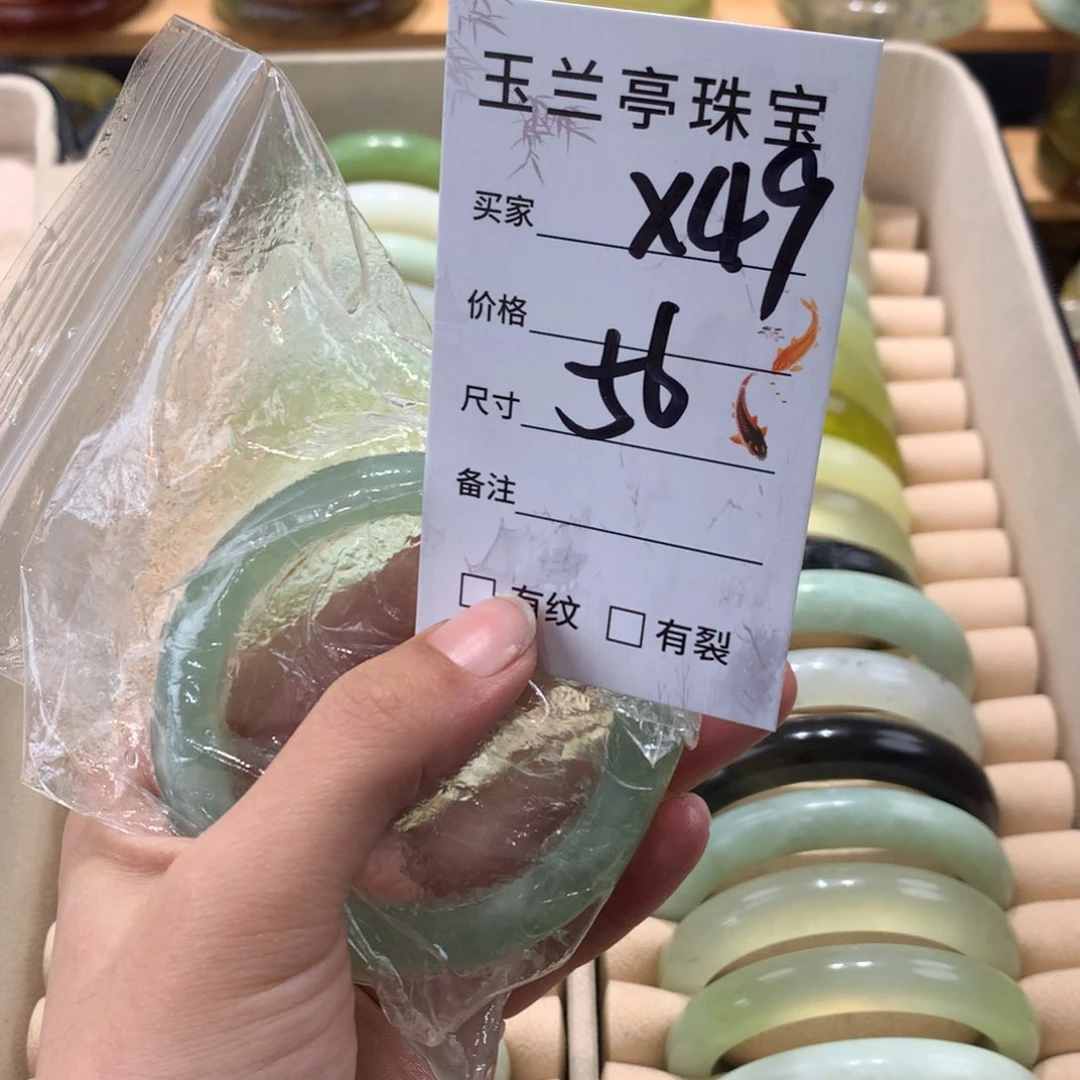 玉兰亭珠宝
买家 X49
价格
尺寸 56
备注
□ 有纹 □ 有裂